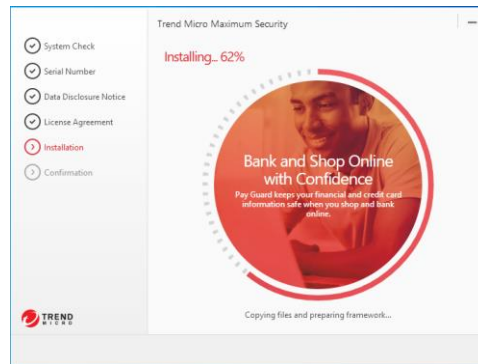 Trend Micro Maximum Security
System Check
Serial Number
Data Disclosure Notice
License Agreement
Installation
Confirmation
Installing... 62%
Bank and Shop Online
with Confidence
Pay Guard keeps your financial and credit card
information safe when you shop and bank
online.
Copying files and preparing framework...
TREND
MICRO